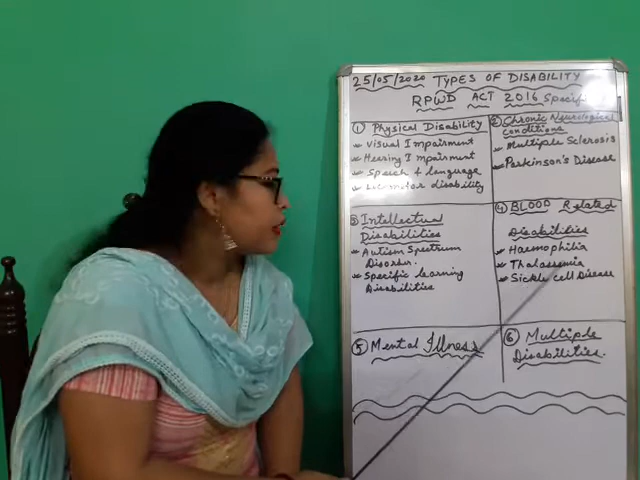 25/05/2020 TYPES OF DISABILITY
RPWD ACT 2016
① Physical Disability
Visual Impairment
Hearing Impairment
Speech & language
Locomotor disability
② Chronic Neurological
Conditions
Multiple Sclerosis
Parkinson's Disease
③ Intellectual
Disabilities
Autism Spectrum
Disorder.
Specific learning
Disabilities
④ BLOOD Related
Disabilities
Haemophilia
Thalassemia
Sickle cell Disease
⑤ Mental Illness
⑥ Multiple
Disabilities.